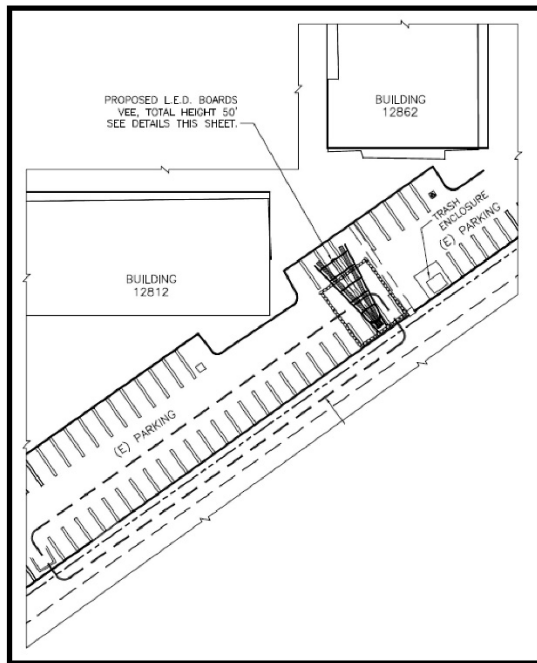 PROPOSED L.E.D. BOARDS
VEE, TOTAL HEIGHT 50'
SEE DETAILS THIS SHEET.
BUILDING
12862
TRASH
ENCLOSURE
(E) PARKING
BUILDING
12812
(E) PARKING